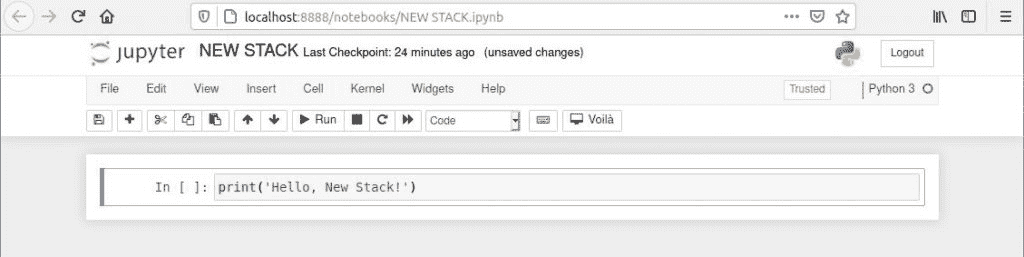 localhost:8888/notebooks/NEW STACK.ipynb
jupyter NEW STACK Last Checkpoint: 24 minutes ago (unsaved changes) Logout
File Edit View Insert Cell Kernel Widgets Help Trusted Python 3
Run Code Voilà
In [ ]: print('Hello, New Stack!')